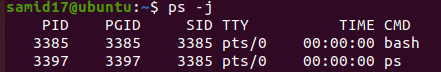 samid17@ubuntu:~$ ps -j
PID PGID SID TTY TIME CMD
3385 3385 3385 pts/0 00:00:00 bash
3397 3397 3385 pts/0 00:00:00 ps